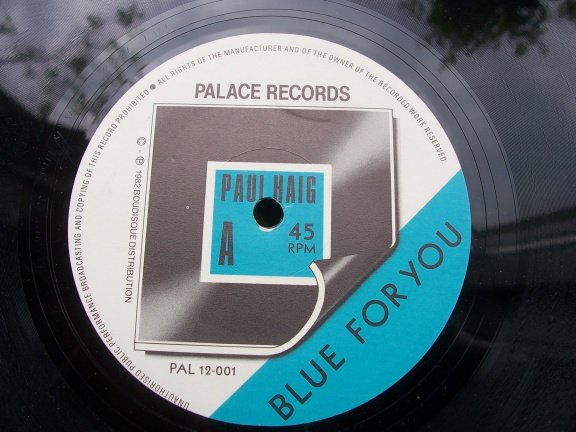 ALL RIGHTS OF THE MANUFACTURER AND OF THE OWNER OF THE RECORDED WORK RESERVED.
UNAUTHORISED PUBLIC PERFORMANCE BROADCASTING AND COPYING OF THIS RECORD PROHIBITED ●
PALACE RECORDS
© - ℗ 1982 BOUDISQUE DISTRIBUTION
PAUL HAIG
A
45
RPM
PAL 12-001
BLUE FOR YOU